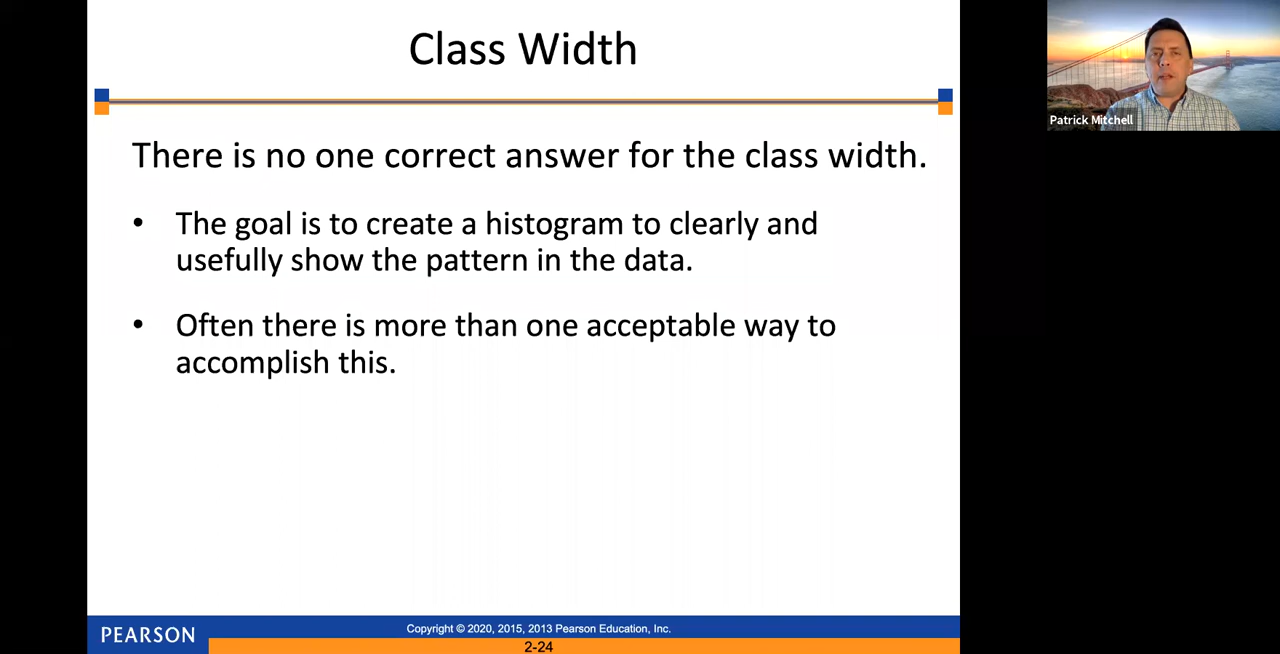 Class Width
Patrick Mitchell
There is no one correct answer for the class width.
• The goal is to create a histogram to clearly and
usefully show the pattern in the data.
• Often there is more than one acceptable way to
accomplish this.
PEARSON
Copyright © 2020, 2015, 2013 Pearson Education, Inc.
2-24